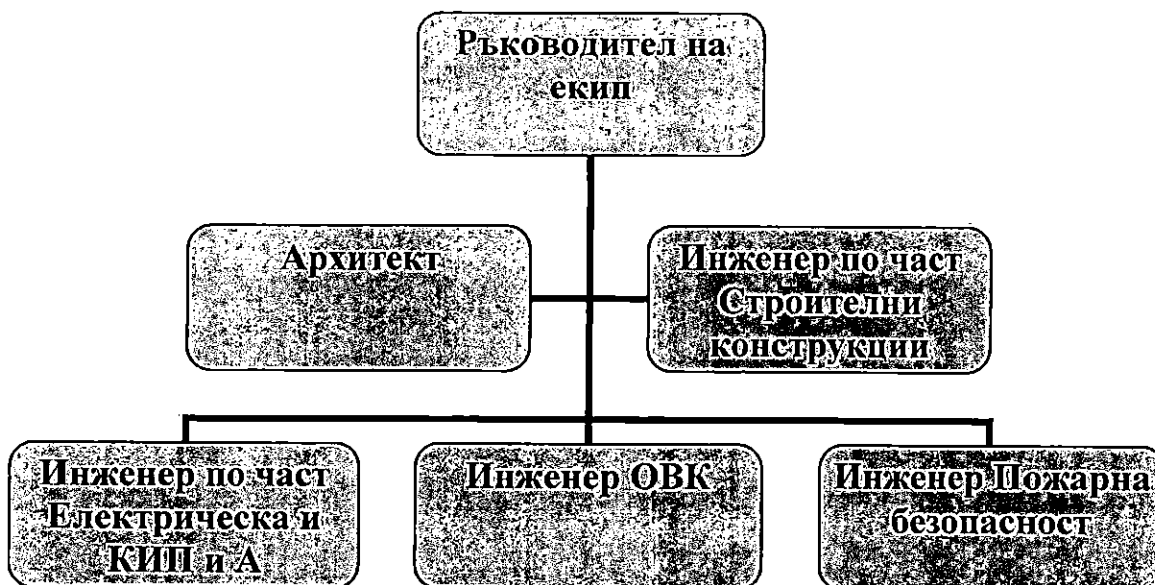 Ръководител на
екип
Архитект
Инженер по част
Строителни
конструкции
Инженер по част
Електрическа и
КИП и А
Инженер ОВК
Инженер Пожарна
безопасност